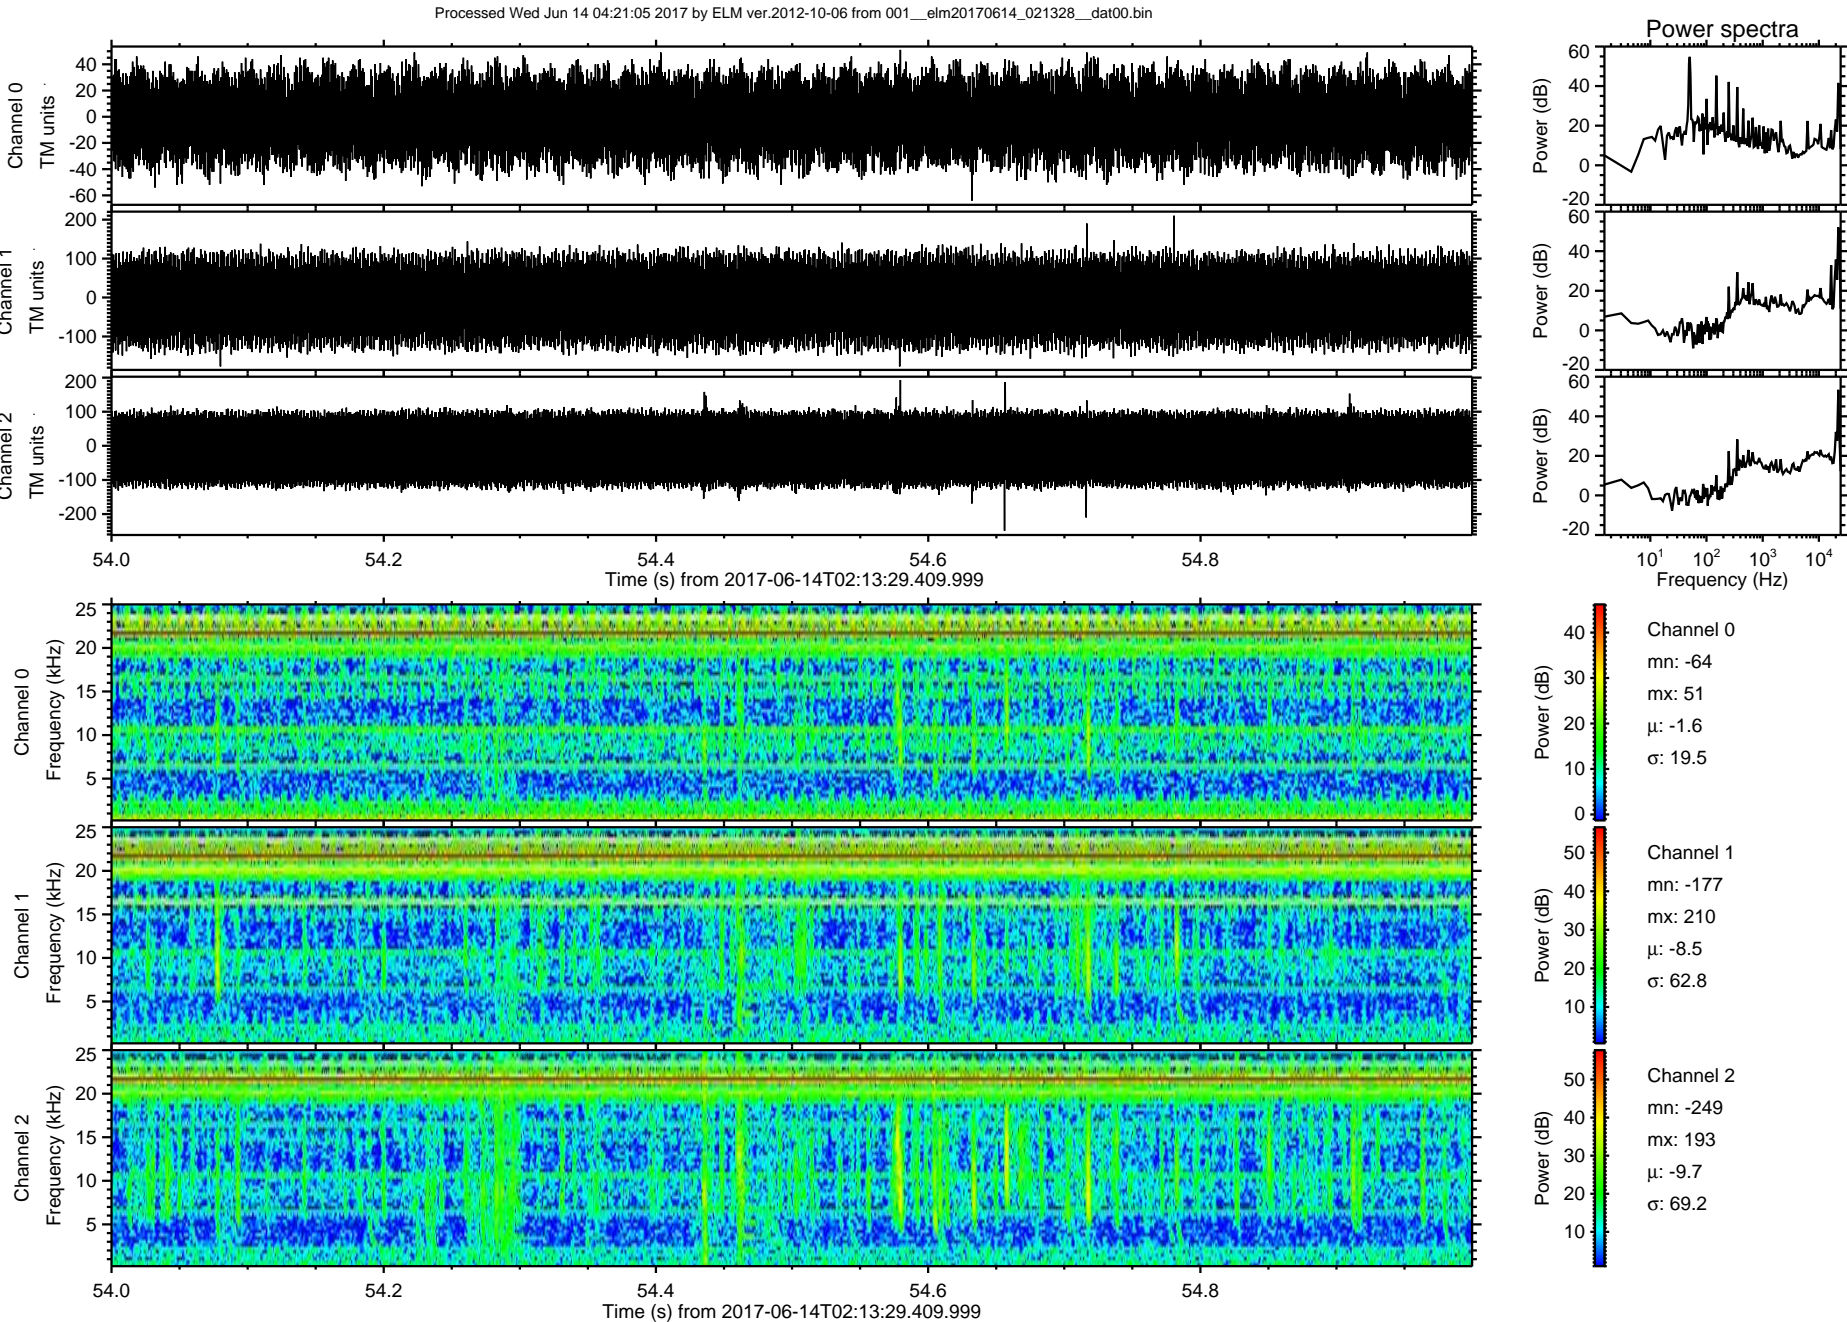 Processed Wed Jun 14 04:21:05 2017 by ELM ver.2012-10-06 from 001__elm20170614_021328__dat00.bin
Power spectra
Channel 0
TM units
40
20
0
-20
-40
-60
Power (dB)
60
40
20
0
-20
Channel 1
TM units
200
100
0
-100
Power (dB)
60
40
20
0
-20
Channel 2
TM units
200
100
0
-100
-200
Power (dB)
60
40
20
0
-20
54.0 54.2 54.4 54.6 54.8
Time (s) from 2017-06-14T02:13:29.409.999
10¹ 10² 10³ 10⁴
Frequency (Hz)
Channel 0
Frequency (kHz)
25
20
15
10
5
Power (dB)
40
30
20
10
0
Channel 0
mn: -64
mx: 51
μ: -1.6
σ: 19.5
Channel 1
Frequency (kHz)
25
20
15
10
5
Power (dB)
50
40
30
20
10
Channel 1
mn: -177
mx: 210
μ: -8.5
σ: 62.8
Channel 2
Frequency (kHz)
25
20
15
10
5
Power (dB)
50
40
30
20
10
Channel 2
mn: -249
mx: 193
μ: -9.7
σ: 69.2
54.0 54.2 54.4 54.6 54.8
Time (s) from 2017-06-14T02:13:29.409.999